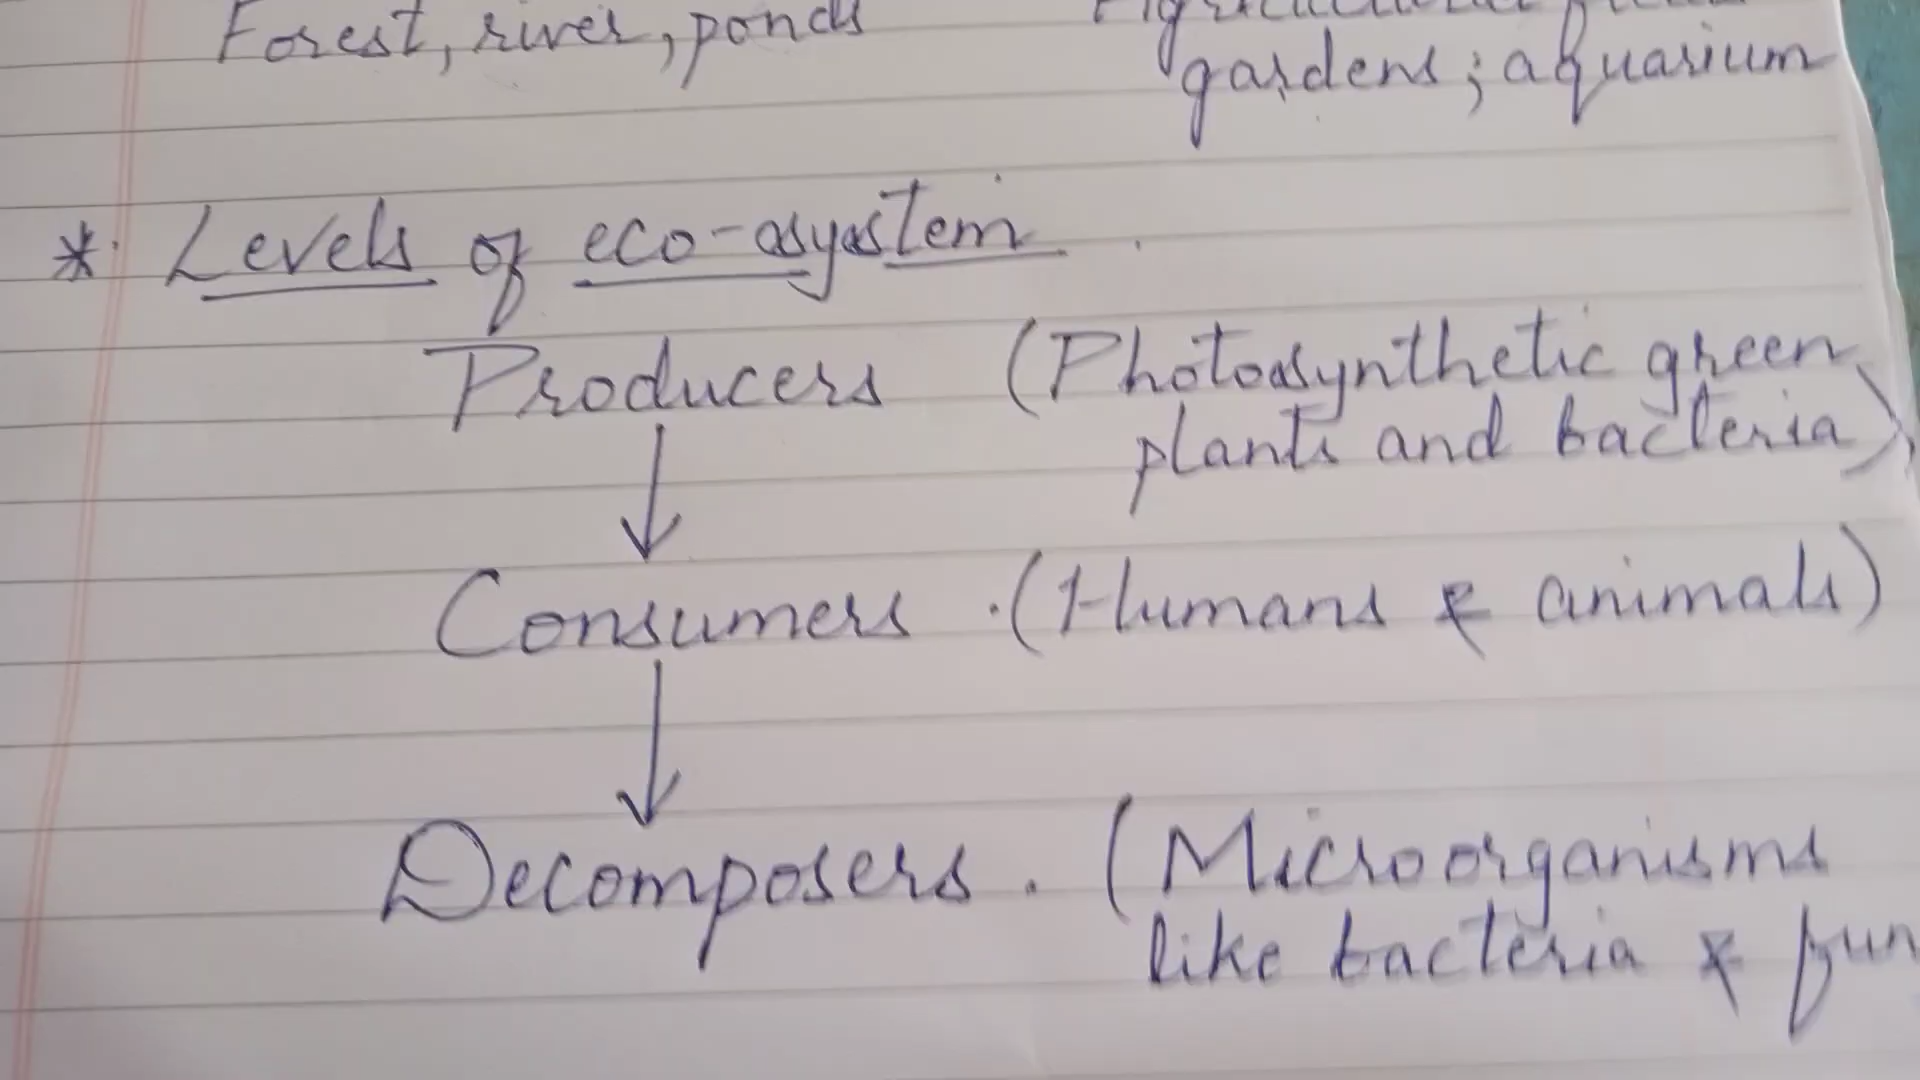 Forest, river, ponds
gardens; aquarium
* Levels of eco-system
Producers (Photosynthetic green
plants and bacteria)
Consumers . (Humans & animals)
Decomposers . (Microorganisms
like bacteria &